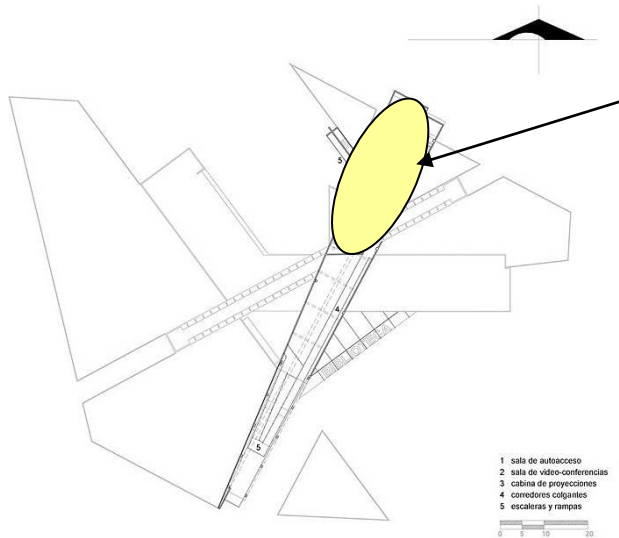 5
4
BIBLIOTECA
5
1 sala de autoacceso
2 sala de video-conferencias
3 cabina de proyecciones
4 corredores colgantes
5 escaleras y rampas
0 5 10 20